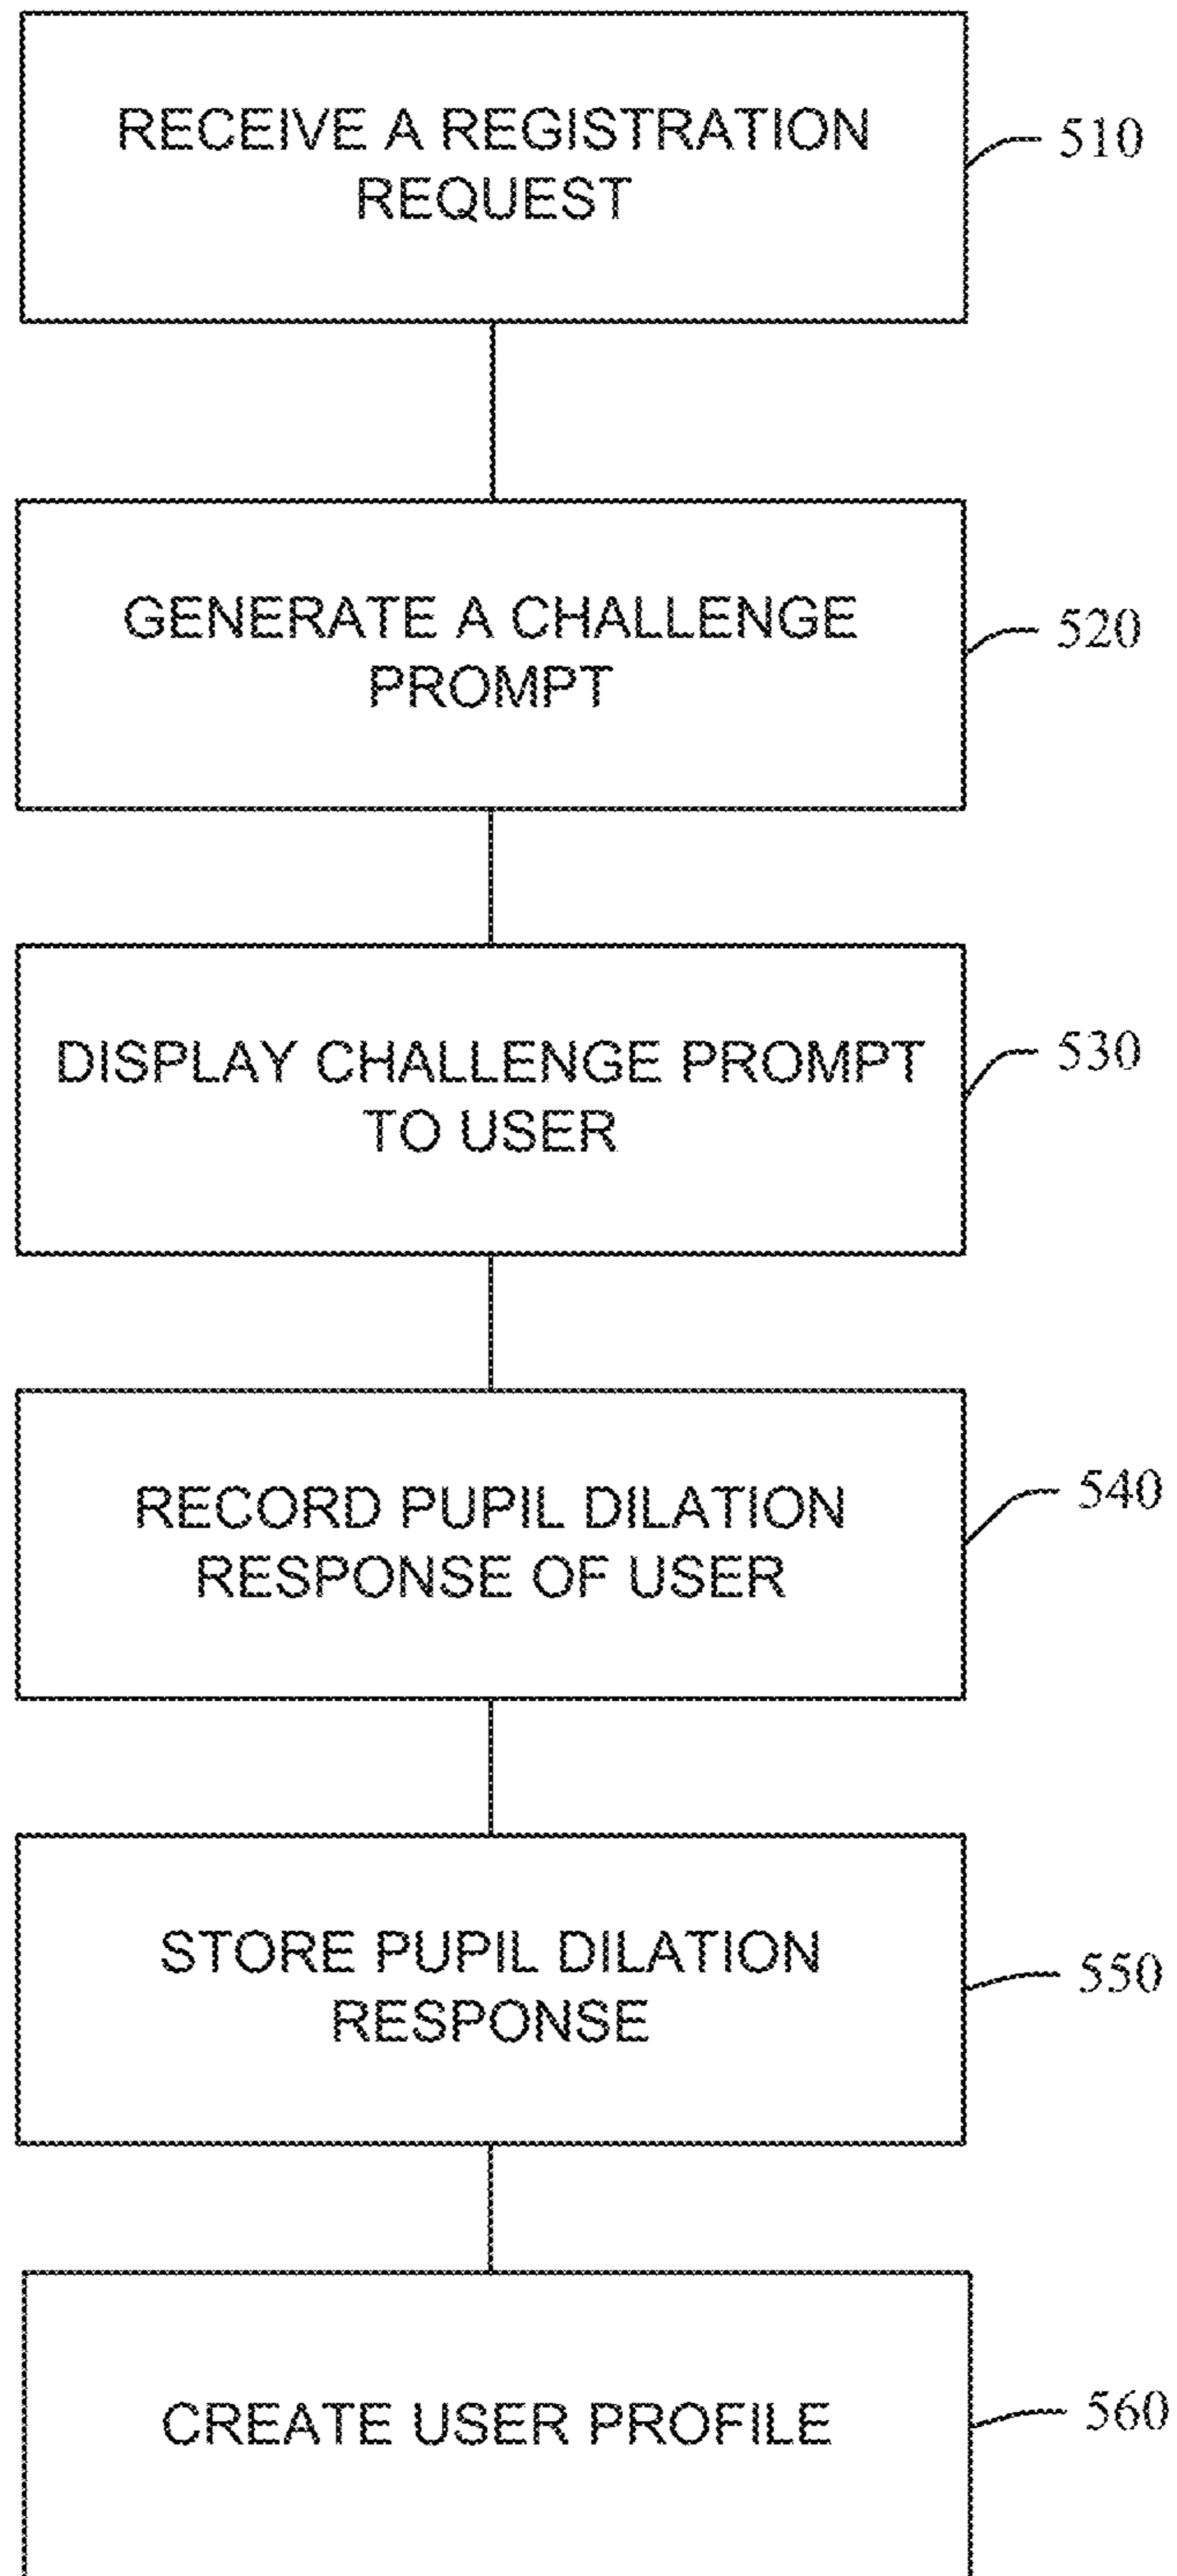 RECEIVE A REGISTRATION
REQUEST
510
GENERATE A CHALLENGE
PROMPT
520
DISPLAY CHALLENGE PROMPT
TO USER
530
RECORD PUPIL DILATION
RESPONSE OF USER
540
STORE PUPIL DILATION
RESPONSE
550
CREATE USER PROFILE
560